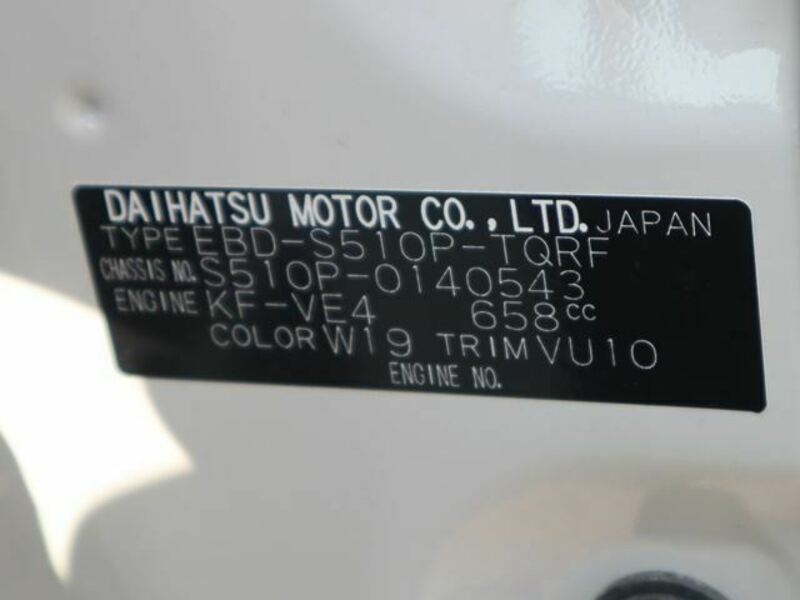 DAIHATSU MOTOR CO., LTD. JAPAN
TYPE EBD-S510P-TQRF
CHASSIS NO. S510P-0140543
ENGINE KF-VE4 658cc
COLOR W19 TRIM VU10
ENGINE NO.